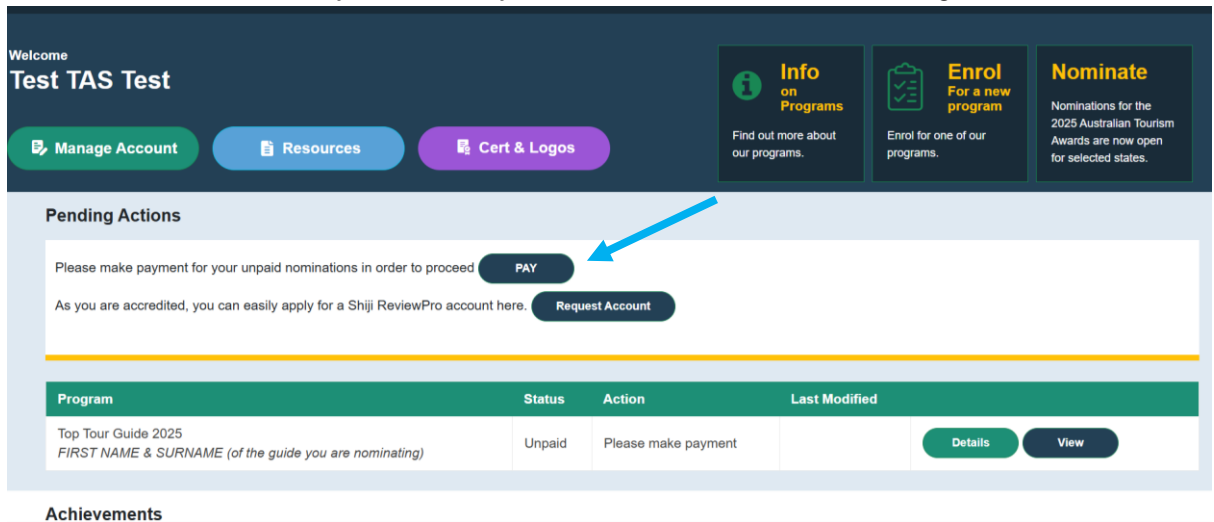 Welcome
Test TAS Test
Manage Account
Resources
Cert & Logos
Info
on
Programs
Find out more about
our programs.
Enrol
For a new
program
Enrol for one of our
programs.
Nominate
Nominations for the
2025 Australian Tourism
Awards are now open
for selected states.
Pending Actions
Please make payment for your unpaid nominations in order to proceed PAY
As you are accredited, you can easily apply for a Shiji ReviewPro account here. Request Account
Program Status Action Last Modified
Top Tour Guide 2025
FIRST NAME & SURNAME (of the guide you are nominating)
Unpaid Please make payment Details View
Achievements